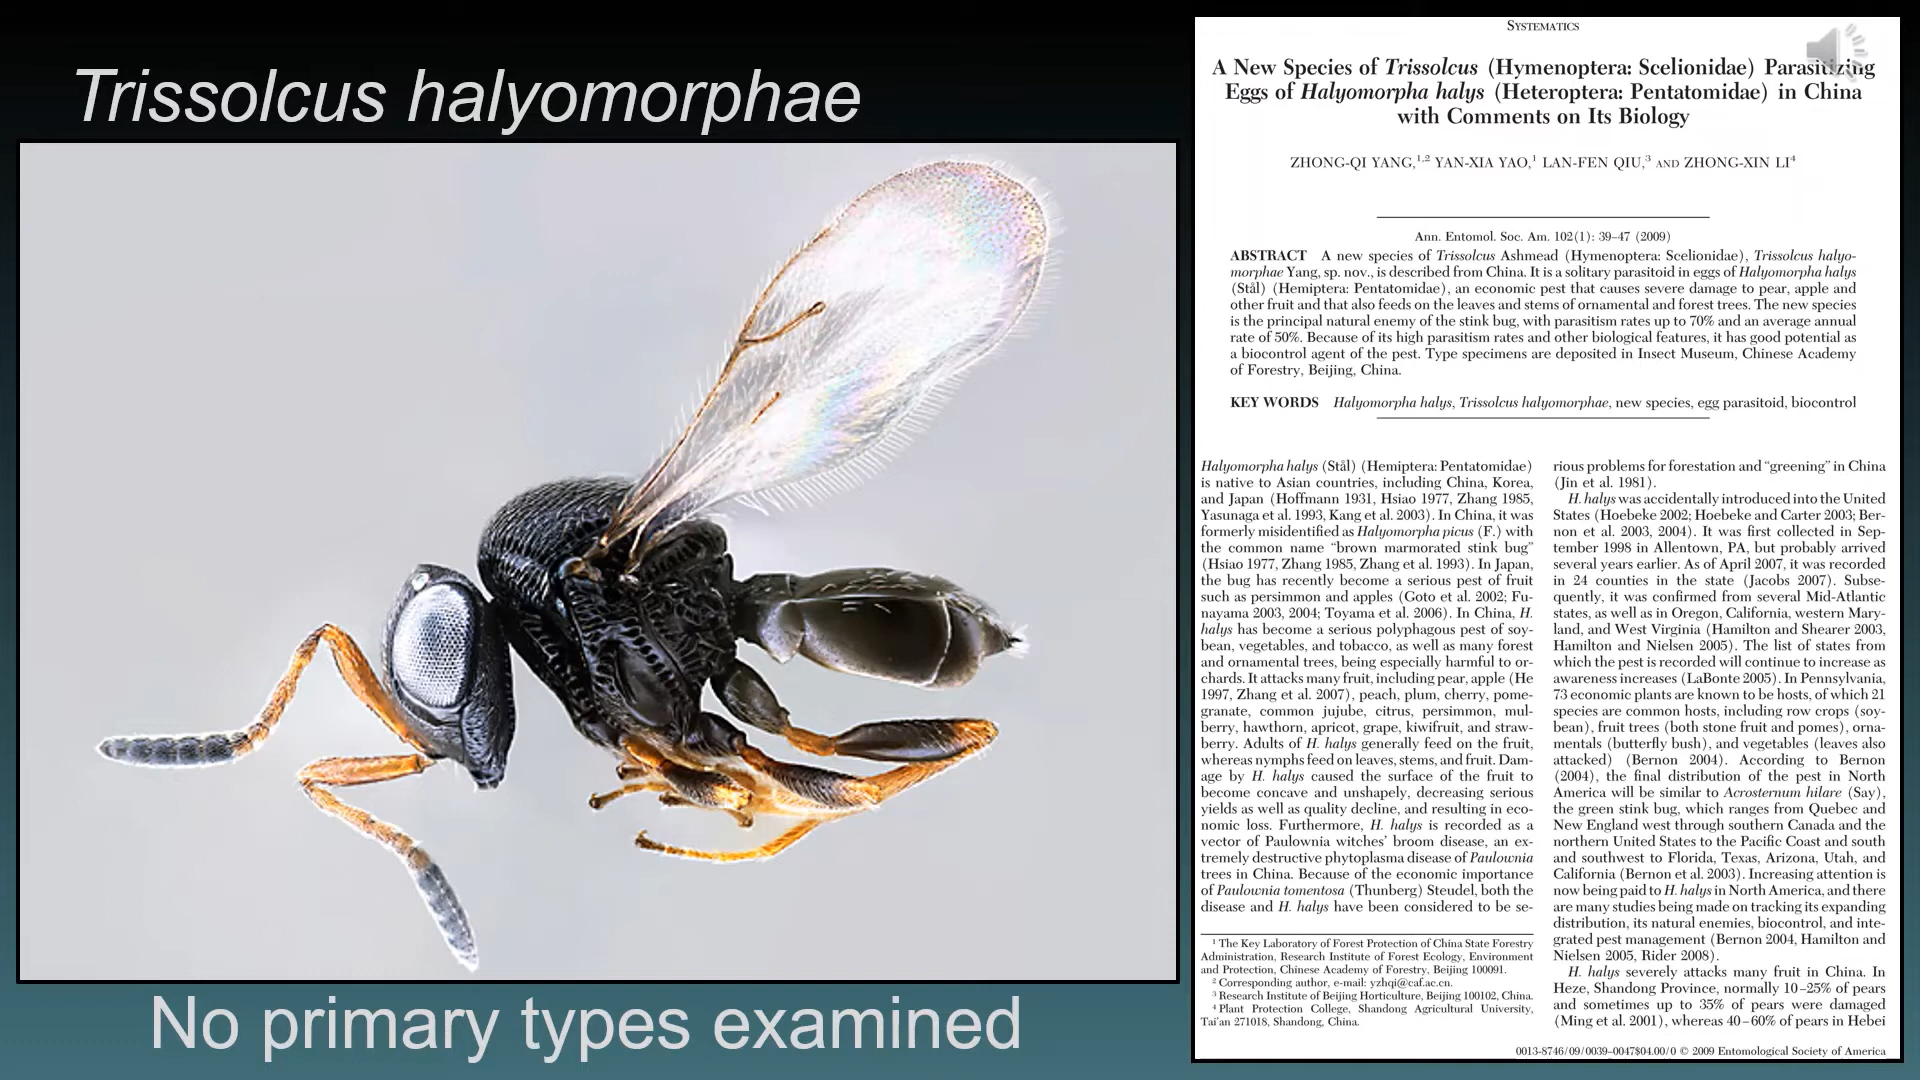 Trissolcus halyomorphae
No primary types examined
SYSTEMATICS
A New Species of Trissolcus (Hymenoptera: Scelionidae) Parasitizing
Eggs of Halyomorpha halys (Heteroptera: Pentatomidae) in China
with Comments on Its Biology
ZHONG-QI YANG,1,2 YAN-XIA YAO,1 LAN-FEN QIU,3 AND ZHONG-XIN LI4
Ann. Entomol. Soc. Am. 102(1): 39–47 (2009)
ABSTRACT A new species of Trissolcus Ashmead (Hymenoptera: Scelionidae), Trissolcus halyo-
morphae Yang, sp. nov., is described from China. It is a solitary parasitoid in eggs of Halyomorpha halys
(Stål) (Hemiptera: Pentatomidae), an economic pest that causes severe damage to pear, apple and
other fruit and that also feeds on the leaves and stems of ornamental and forest trees. The new species
is the principal natural enemy of the stink bug, with parasitism rates up to 70% and an average annual
rate of 50%. Because of its high parasitism rates and other biological features, it has good potential as
a biocontrol agent of the pest. Type specimens are deposited in Insect Museum, Chinese Academy
of Forestry, Beijing, China.
KEY WORDS Halyomorpha halys, Trissolcus halyomorphae, new species, egg parasitoid, biocontrol
Halyomorpha halys (Stål) (Hemiptera: Pentatomidae)
is native to Asian countries, including China, Korea,
and Japan (Hoffmann 1931, Hsiao 1977, Zhang 1985,
Yasunaga et al. 1993, Kang et al. 2003). In China, it was
formerly misidentified as Halyomorpha picus (F.) with
the common name “brown marmorated stink bug”
(Hsiao 1977, Zhang 1985, Zhang et al. 1993). In Japan,
the bug has recently become a serious pest of fruit
such as persimmon and apples (Goto et al. 2002; Fu-
nayama 2003, 2004; Toyama et al. 2006). In China, H.
halys has become a serious polyphagous pest of soy-
bean, vegetables, and tobacco, as well as many forest
and ornamental trees, being especially harmful to or-
chards. It attacks many fruit, including pear, apple (He
1997, Zhang et al. 2007), peach, plum, cherry, pome-
granate, common jujube, citrus, persimmon, mul-
berry, hawthorn, apricot, grape, kiwifruit, and straw-
berry. Adults of H. halys generally feed on the fruit,
whereas nymphs feed on leaves, stems, and fruit. Dam-
age by H. halys caused the surface of the fruit to
become concave and unshapely, decreasing serious
yields as well as quality decline, and resulting in eco-
nomic loss. Furthermore, H. halys is recorded as a
vector of Paulownia witches’ broom disease, an ex-
tremely destructive phytoplasma disease of Paulownia
trees in China. Because of the economic importance
of Paulownia tomentosa (Thunberg) Steudel, both the
disease and H. halys have been considered to be se-
1 The Key Laboratory of Forest Protection of China State Forestry
Administration, Research Institute of Forest Ecology, Environment
and Protection, Chinese Academy of Forestry, Beijing 100091.
2 Corresponding author, e-mail: yzhqi@caf.ac.cn.
3 Research Institute of Beijing Horticulture, Beijing 100102, China.
4 Plant Protection College, Shandong Agricultural University,
Tai'an 271018, Shandong, China.
rious problems for forestation and “greening” in China
(Jin et al. 1981).
H. halys was accidentally introduced into the United
States (Hoebeke 2002; Hoebeke and Carter 2003; Ber-
non et al. 2003, 2004). It was first collected in Sep-
tember 1998 in Allentown, PA, but probably arrived
several years earlier. As of April 2007, it was recorded
in 24 counties in the state (Jacobs 2007). Subse-
quently, it was confirmed from several Mid-Atlantic
states, as well as in Oregon, California, western Mary-
land, and West Virginia (Hamilton and Shearer 2003,
Hamilton and Nielsen 2005). The list of states from
which the pest is recorded will continue to increase as
awareness increases (LaBonte 2005). In Pennsylvania,
73 economic plants are known to be hosts, of which 21
species are common hosts, including row crops (soy-
bean), fruit trees (both stone fruit and pomes), orna-
mentals (butterfly bush), and vegetables (leaves also
attacked) (Bernon 2004). According to Bernon
(2004), the final distribution of the pest in North
America will be similar to Acrosternum hilare (Say),
the green stink bug, which ranges from Quebec and
New England west through southern Canada and the
northern United States to the Pacific Coast and south
and southwest to Florida, Texas, Arizona, Utah, and
California (Bernon et al. 2003). Increasing attention is
now being paid to H. halys in North America, and there
are many studies being made on tracking its expanding
distribution, its natural enemies, biocontrol, and inte-
grated pest management (Bernon 2004, Hamilton and
Nielsen 2005, Rider 2008).
H. halys severely attacks many fruit in China. In
Heze, Shandong Province, normally 10–25% of pears
and sometimes up to 35% of pears were damaged
(Ming et al. 2001), whereas 40–60% of pears in Hebei
0013-8746/09/0039-0047$04.00/0 © 2009 Entomological Society of America